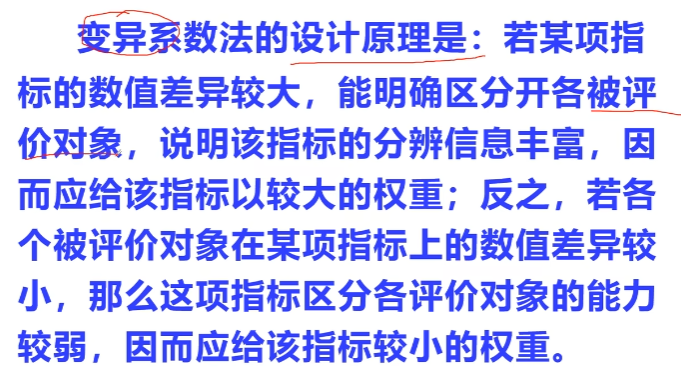 变异系数法的设计原理是：若某项指
标的数值差异较大，能明确区分开各被评
价对象，说明该指标的分辨信息丰富，因
而应给该指标以较大的权重；反之，若各
个被评价对象在某项指标上的数值差异较
小，那么这项指标区分各评价对象的能力
较弱，因而应给该指标较小的权重。